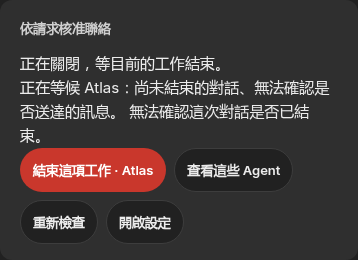 依請求核准聯絡
正在關閉，等目前的工作結束。
正在等候 Atlas：尚未結束的對話、無法確認是
否送達的訊息。 無法確認這次對話是否已結
束。
結束這項工作 · Atlas
查看這些 Agent
重新檢查
開啟設定